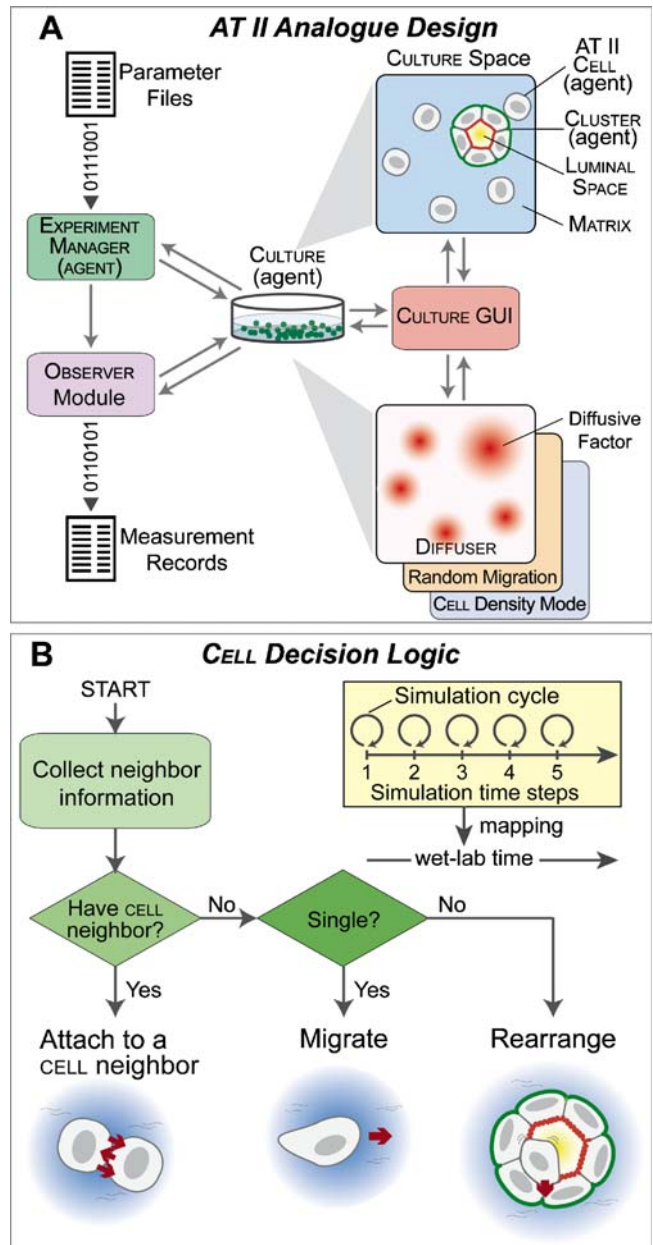 A
AT II Analogue Design
Parameter
Files
0111001
EXPERIMENT
MANAGER
(AGENT)
OBSERVER
Module
0110101
Measurement
Records
CULTURE
(agent)
CULTURE Space
AT II
CELL
(agent)
CLUSTER
(agent)
LUMINAL
SPACE
MATRIX
CULTURE GUI
Diffusive
Factor
DIFFUSER
Random Migration
CELL Density Mode
B
CELL Decision Logic
START
Collect neighbor
information
Simulation cycle
1 2 3 4 5
Simulation time steps
mapping
wet-lab time
Have CELL
neighbor?
No
Single?
No
Yes
Yes
Attach to a
CELL neighbor
Migrate
Rearrange